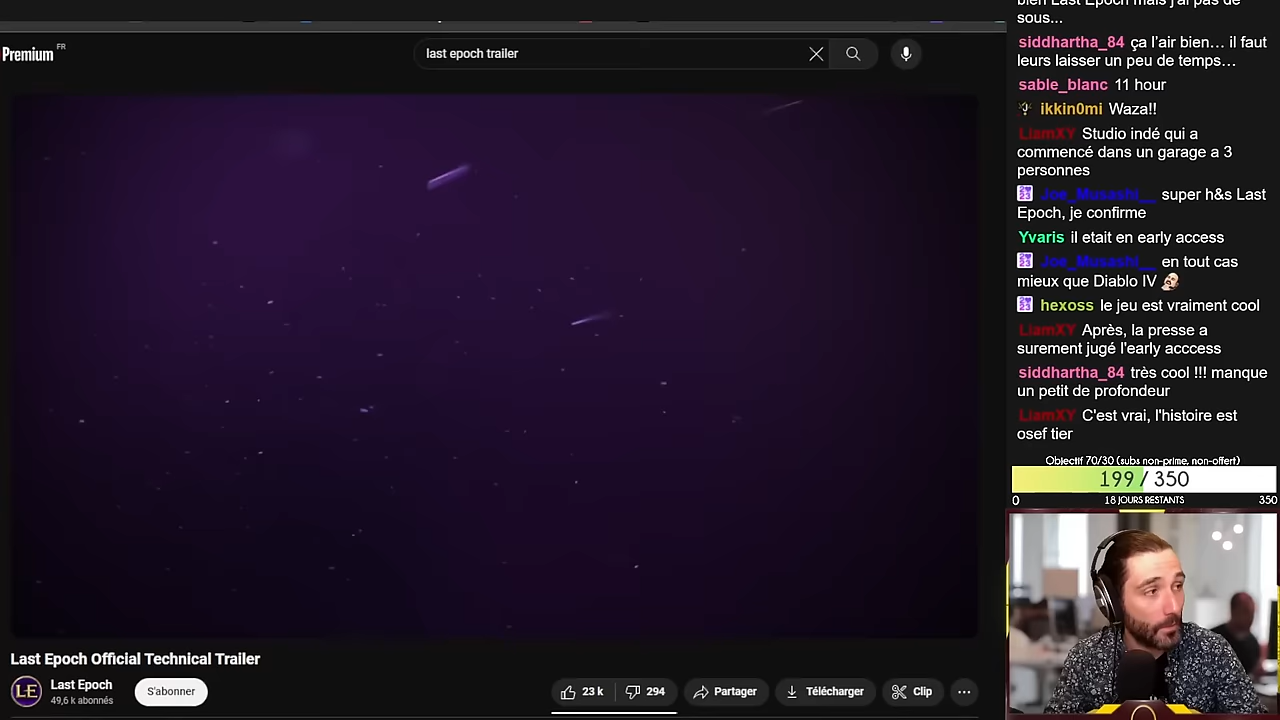 Premium FR
last epoch trailer
bien Last Epoch mais j'ai pas de
sous...
siddhartha_84 ça l'air bien… il faut
leurs laisser un peu de temps…
sable_blanc 11 hour
ikkin0mi Waza!!
LiamXY Studio indé qui a
commencé dans un garage a 3
personnes
Joe_Musashi__ super h&s Last
Epoch, je confirme
Yvaris il etait en early access
Joe_Musashi__ en tout cas
mieux que Diablo IV
hexoss le jeu est vraiment cool
LiamXY Après, la presse a
surement jugé l'early acccess
siddhartha_84 très cool !!! manque
un petit de profondeur
LiamXY C'est vrai, l'histoire est
osef tier
Objectif 70/30 (subs non-prime, non-offert)
199 / 350
0 18 JOURS RESTANTS 350
Last Epoch Official Technical Trailer
LE
Last Epoch
49,6 k abonnés
S'abonner
23 k
294
Partager
Télécharger
Clip